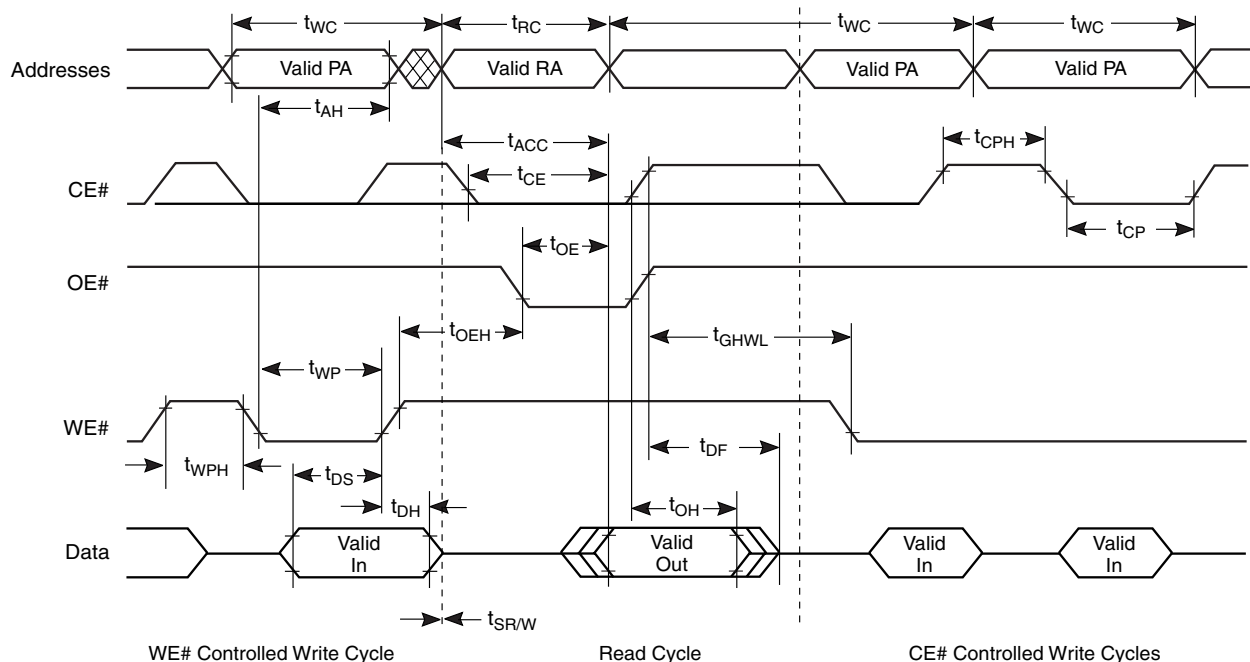 tWC tRC tWC tWC
Addresses Valid PA Valid RA Valid PA Valid PA
tAH
tACC tCPH
tCE
CE#
tOE tCP
OE#
tOEH tGHWL
tWP
WE#
tDF
tWPH tDS
tDH tOH
Data Valid In Valid Out Valid In Valid In
tSR/W
WE# Controlled Write Cycle Read Cycle CE# Controlled Write Cycles